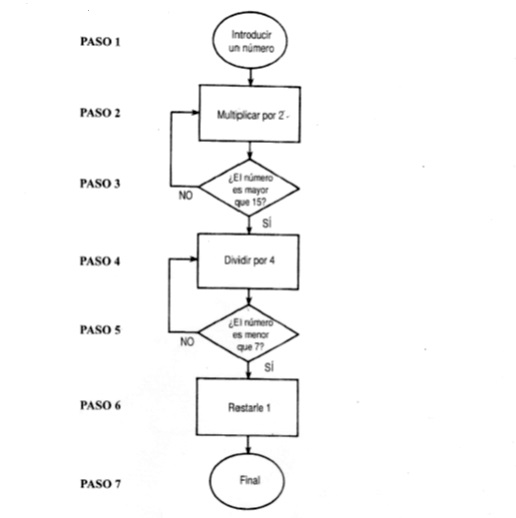 PASO 1
Introducir
un número
PASO 2
Multiplicar por 2
PASO 3
¿El número
es mayor
que 15?
NO
SÍ
PASO 4
Dividir por 4
PASO 5
¿El número
es menor
que 7?
NO
SÍ
PASO 6
Restarle 1
PASO 7
Final